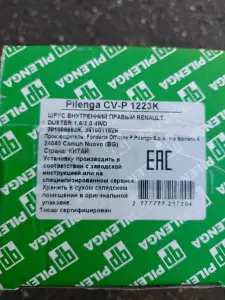 PILENGA
Pilenga CV-P 1223K
ШРУС ВНУТРЕННИЙ ПРАВЫЙ RENAULT
DUSTER 1,6/2,0 4WD
Производитель: Fonderie Officine P.Pilenga S.p.A. Via
24040 Comun Nuovo (BG)
Страна: КИТАЙ
Установку производить в
соответствии с заводской
инструкцией или на
специализированном сервисе.
Хранить в сухом складском
помещении в оригинальной
упаковке.
Товар сертифицирован
EAC